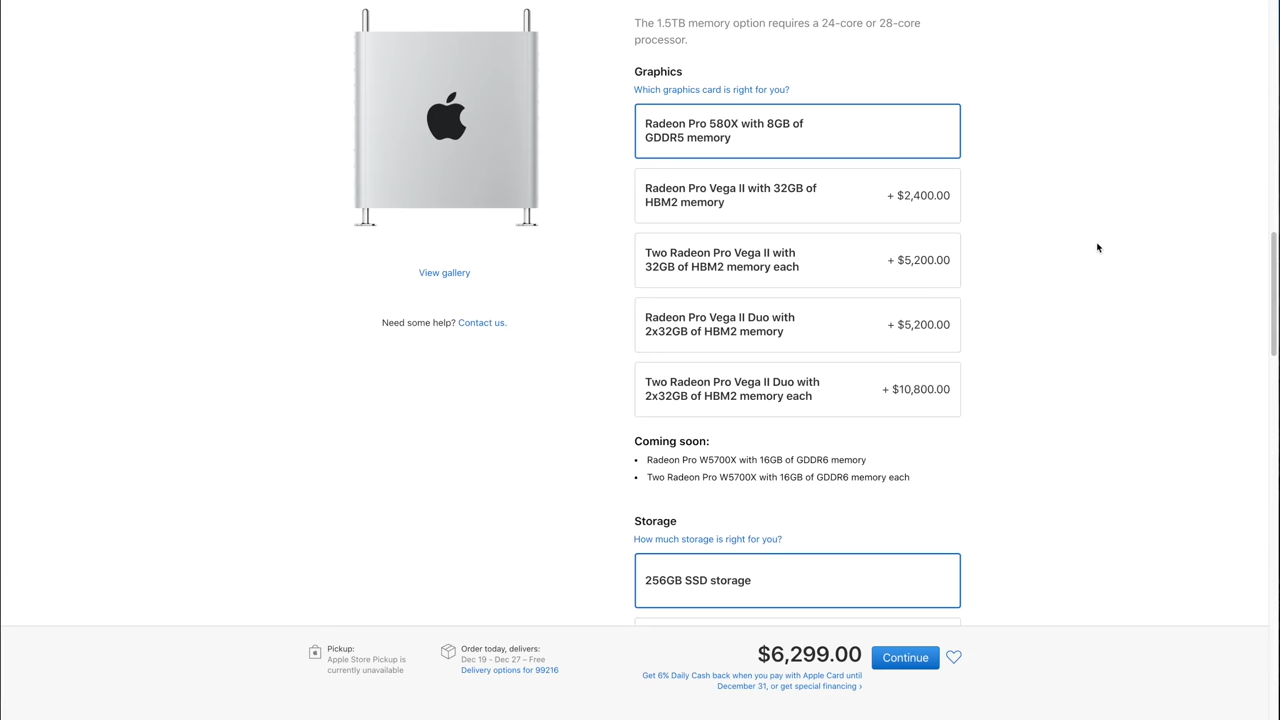 The 1.5TB memory option requires a 24-core or 28-core
processor.
Graphics
Which graphics card is right for you?
Radeon Pro 580X with 8GB of
GDDR5 memory
Radeon Pro Vega II with 32GB of
HBM2 memory
+ $2,400.00
Two Radeon Pro Vega II with
32GB of HBM2 memory each
+ $5,200.00
Radeon Pro Vega II Duo with
2x32GB of HBM2 memory
+ $5,200.00
Two Radeon Pro Vega II Duo with
2x32GB of HBM2 memory each
+ $10,800.00
View gallery
Need some help? Contact us.
Coming soon:
• Radeon Pro W5700X with 16GB of GDDR6 memory
• Two Radeon Pro W5700X with 16GB of GDDR6 memory each
Storage
How much storage is right for you?
256GB SSD storage
Pickup:
Apple Store Pickup is
currently unavailable
Order today, delivers:
Dec 19 - Dec 27 – Free
Delivery options for 99216
$6,299.00
Continue
Get 6% Daily Cash back when you pay with Apple Card until
December 31, or get special financing ›